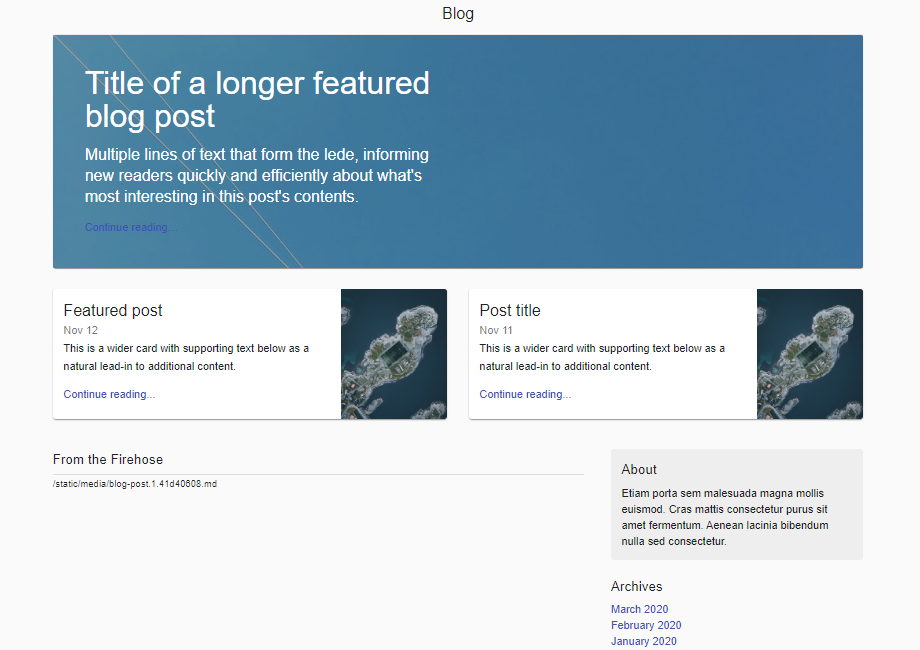 Blog
Title of a longer featured
blog post
Multiple lines of text that form the lede, informing
new readers quickly and efficiently about what's
most interesting in this post's contents.
Continue reading…
Featured post
Nov 12
This is a wider card with supporting text below as a
natural lead-in to additional content.
Continue reading...
Post title
Nov 11
This is a wider card with supporting text below as a
natural lead-in to additional content.
Continue reading...
From the Firehose
/static/media/blog-post.1.41d40608.md
About
Etiam porta sem malesuada magna mollis
euismod. Cras mattis consectetur purus sit
amet fermentum. Aenean lacinia bibendum
nulla sed consectetur.
Archives
March 2020
February 2020
January 2020